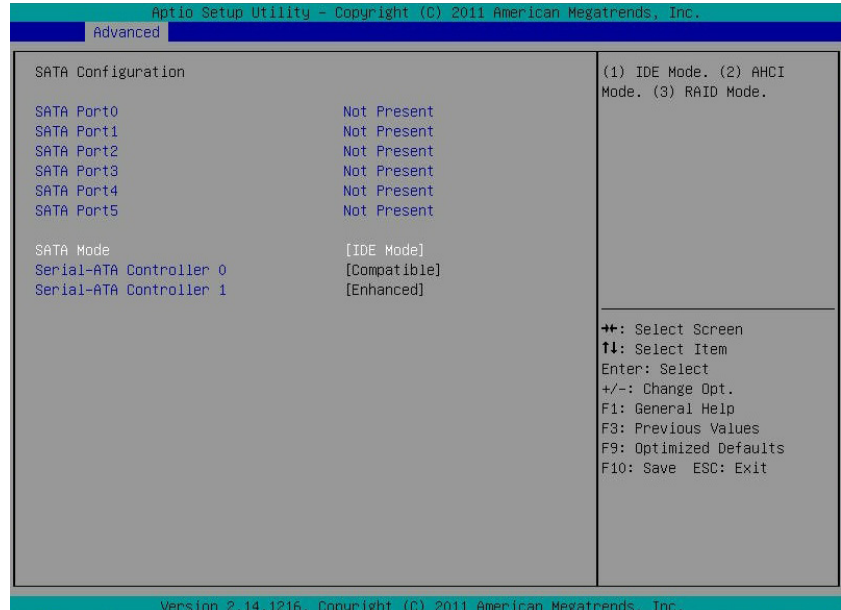 Aptio Setup Utility – Copyright (C) 2011 American Megatrends, Inc.
Advanced
SATA Configuration
SATA Port0 Not Present
SATA Port1 Not Present
SATA Port2 Not Present
SATA Port3 Not Present
SATA Port4 Not Present
SATA Port5 Not Present
SATA Mode [IDE Mode]
Serial-ATA Controller 0 [Compatible]
Serial-ATA Controller 1 [Enhanced]
(1) IDE Mode. (2) AHCI
Mode. (3) RAID Mode.
→←: Select Screen
↑↓: Select Item
Enter: Select
+/-: Change Opt.
F1: General Help
F3: Previous Values
F9: Optimized Defaults
F10: Save ESC: Exit
Version 2.14.1216. Copyright (C) 2011 American Megatrends, Inc.